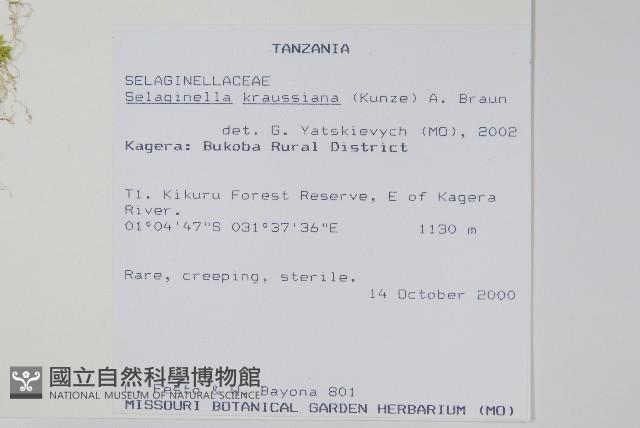 TANZANIA
SELAGINELLACEAE
Selaginella kraussiana (Kunze) A. Braun
det. G. Yatskievych (MO), 2002
Kagera: Bukoba Rural District
T1. Kikuru Forest Reserve, E of Kagera
River.
01°04'47"S 031°37'36"E 1130 m
Rare, creeping, sterile.
14 October 2000
國立自然科學博物館
Festo & W. Bayona 801
NATIONAL MUSEUM OF NATURAL SCIENCE
MISSOURI BOTANICAL GARDEN HERBARIUM (MO)